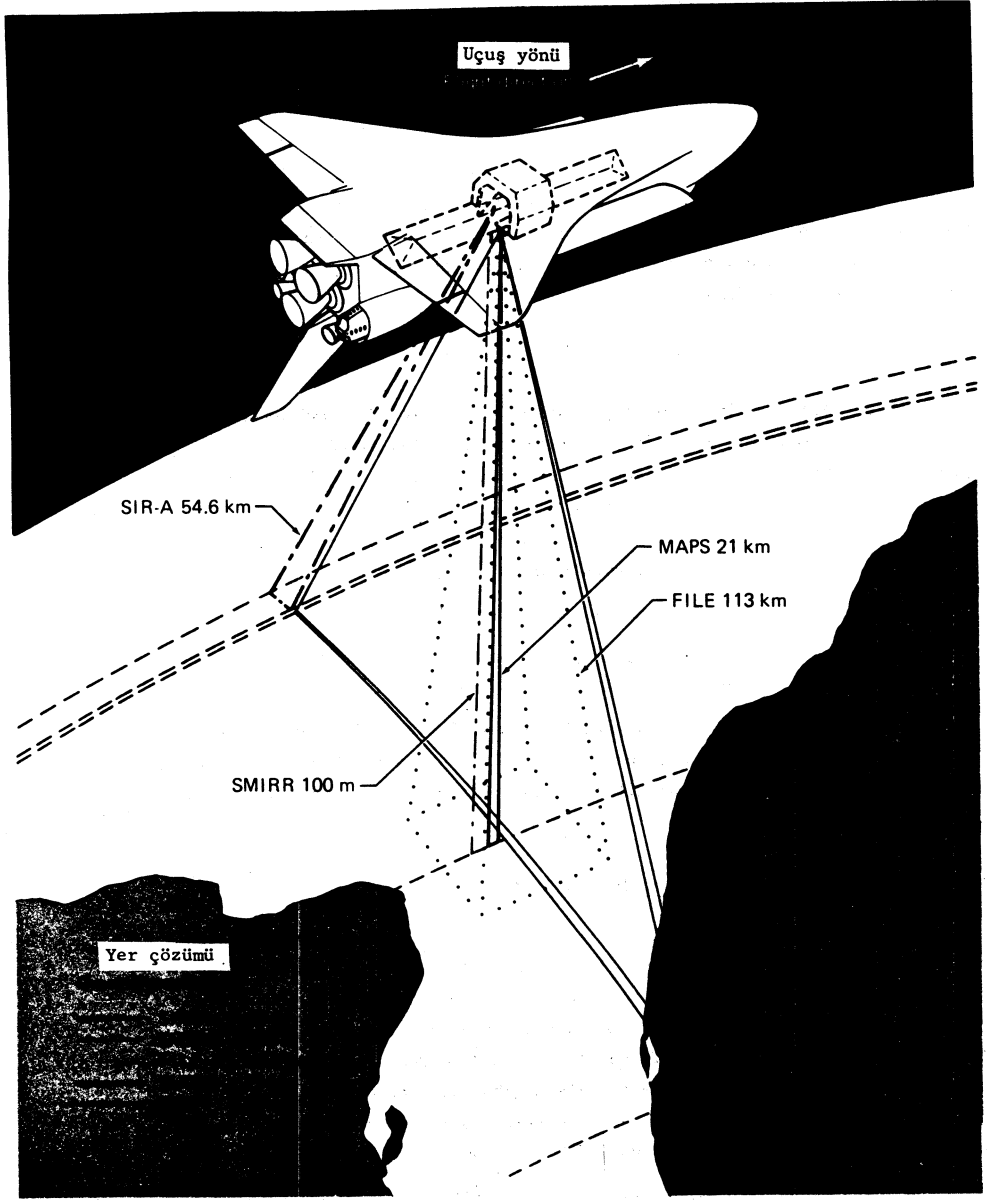 Uçuş yönü
SIR-A 54.6 km
MAPS 21 km
FILE 113 km
SMIRR 100 m
Yer çözümü